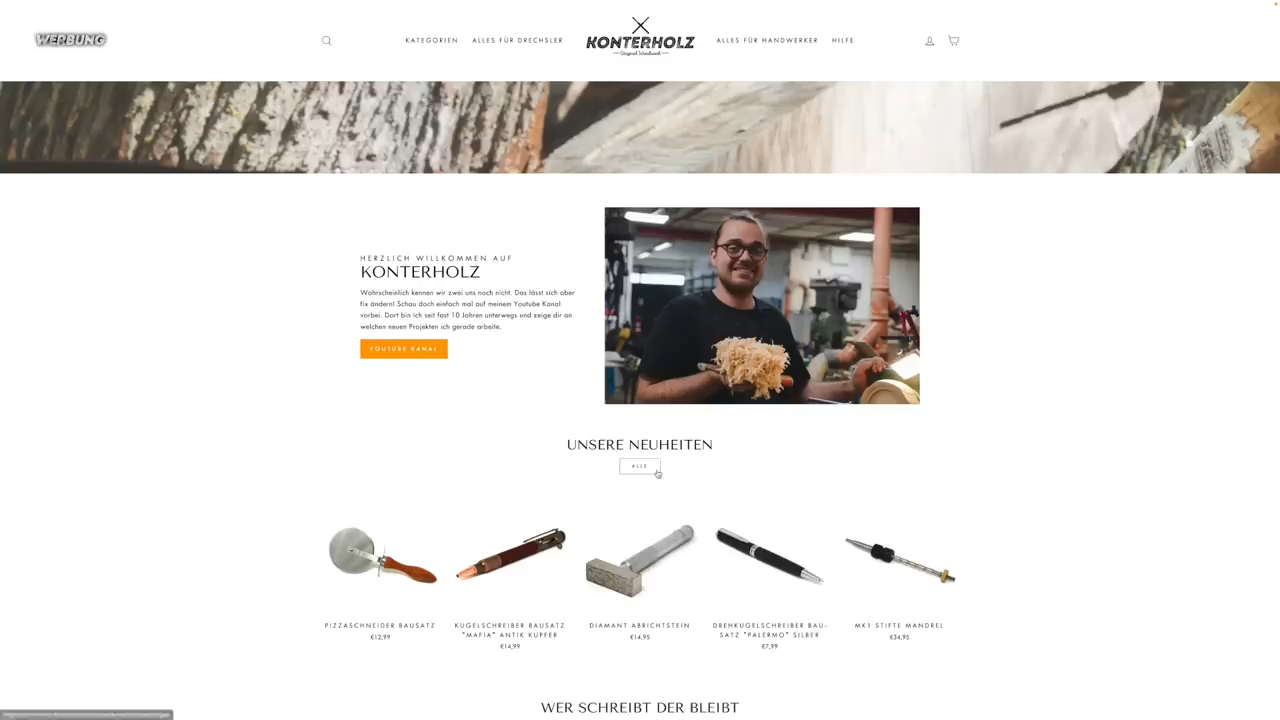 WERBUNG
KATEGORIEN
ALLES FÜR DRECHSLER
KONTERHOLZ
Original Woodwork
ALLES FÜR HANDWERKER
HILFE
HERZLICH WILLKOMMEN AUF
KONTERHOLZ
Wahrscheinlich kennen wir zwei uns noch nicht. Das lässt sich aber
fix ändern! Schau doch einfach mal auf meinem Youtube Kanal
vorbei. Dort bin ich seit fast 10 Jahren unterwegs und zeige dir an
welchen neuen Projekten ich gerade arbeite.
YOUTUBE KANAL
UNSERE NEUHEITEN
ALLE
PIZZASCHNEIDER BAUSATZ
€12,99
KUGELSCHREIBER BAUSATZ
"MAFIA" ANTIK KUPFER
€14,99
DIAMANT ABRICHTSTEIN
€14,95
DREHKUGELSCHREIBER BAU-
SATZ "PALERMO" SILBER
€7,99
MK1 STIFTE MANDREL
€34,95
WER SCHREIBT DER BLEIBT